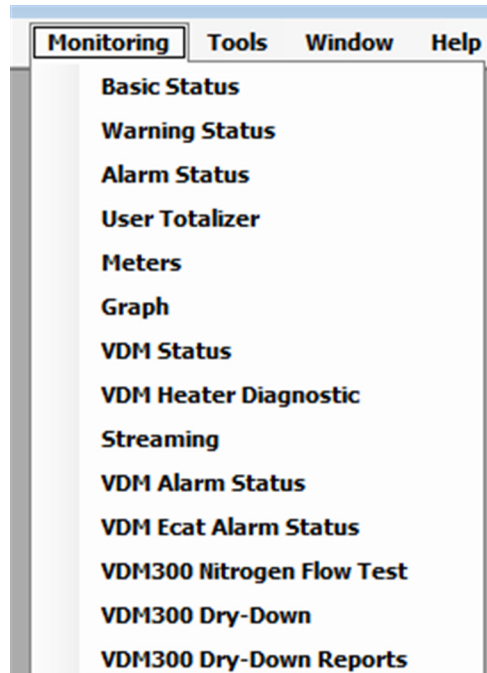 Monitoring Tools Window Help
Basic Status
Warning Status
Alarm Status
User Totalizer
Meters
Graph
VDM Status
VDM Heater Diagnostic
Streaming
VDM Alarm Status
VDM Ecat Alarm Status
VDM300 Nitrogen Flow Test
VDM300 Dry-Down
VDM300 Dry-Down Reports